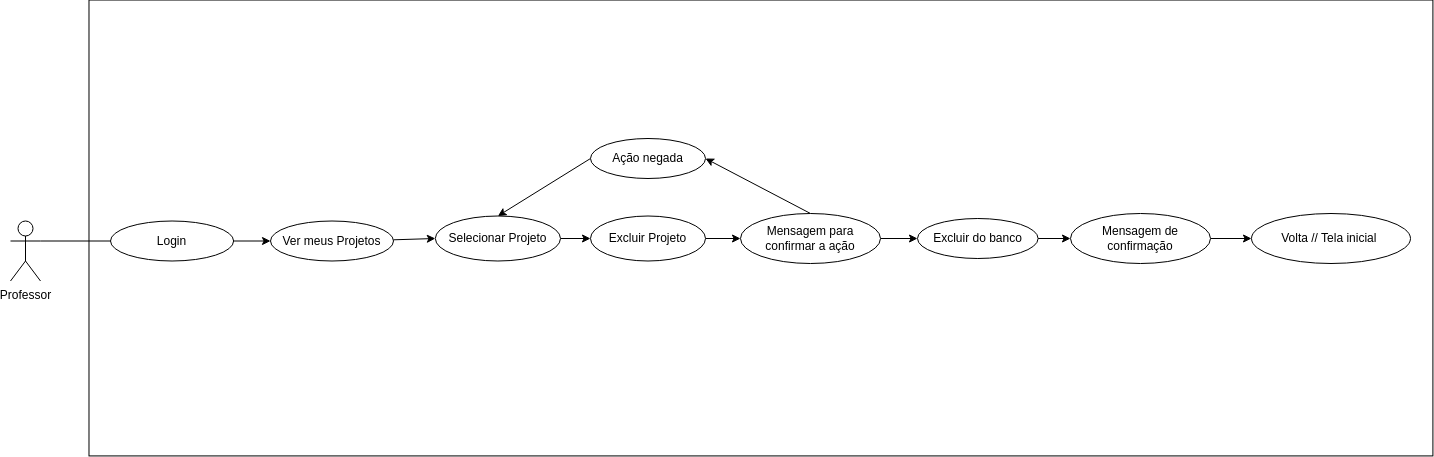 Ação negada
Professor
Login
Ver meus Projetos
Selecionar Projeto
Excluir Projeto
Mensagem para
confirmar a ação
Excluir do banco
Mensagem de
confirmação
Volta // Tela inicial